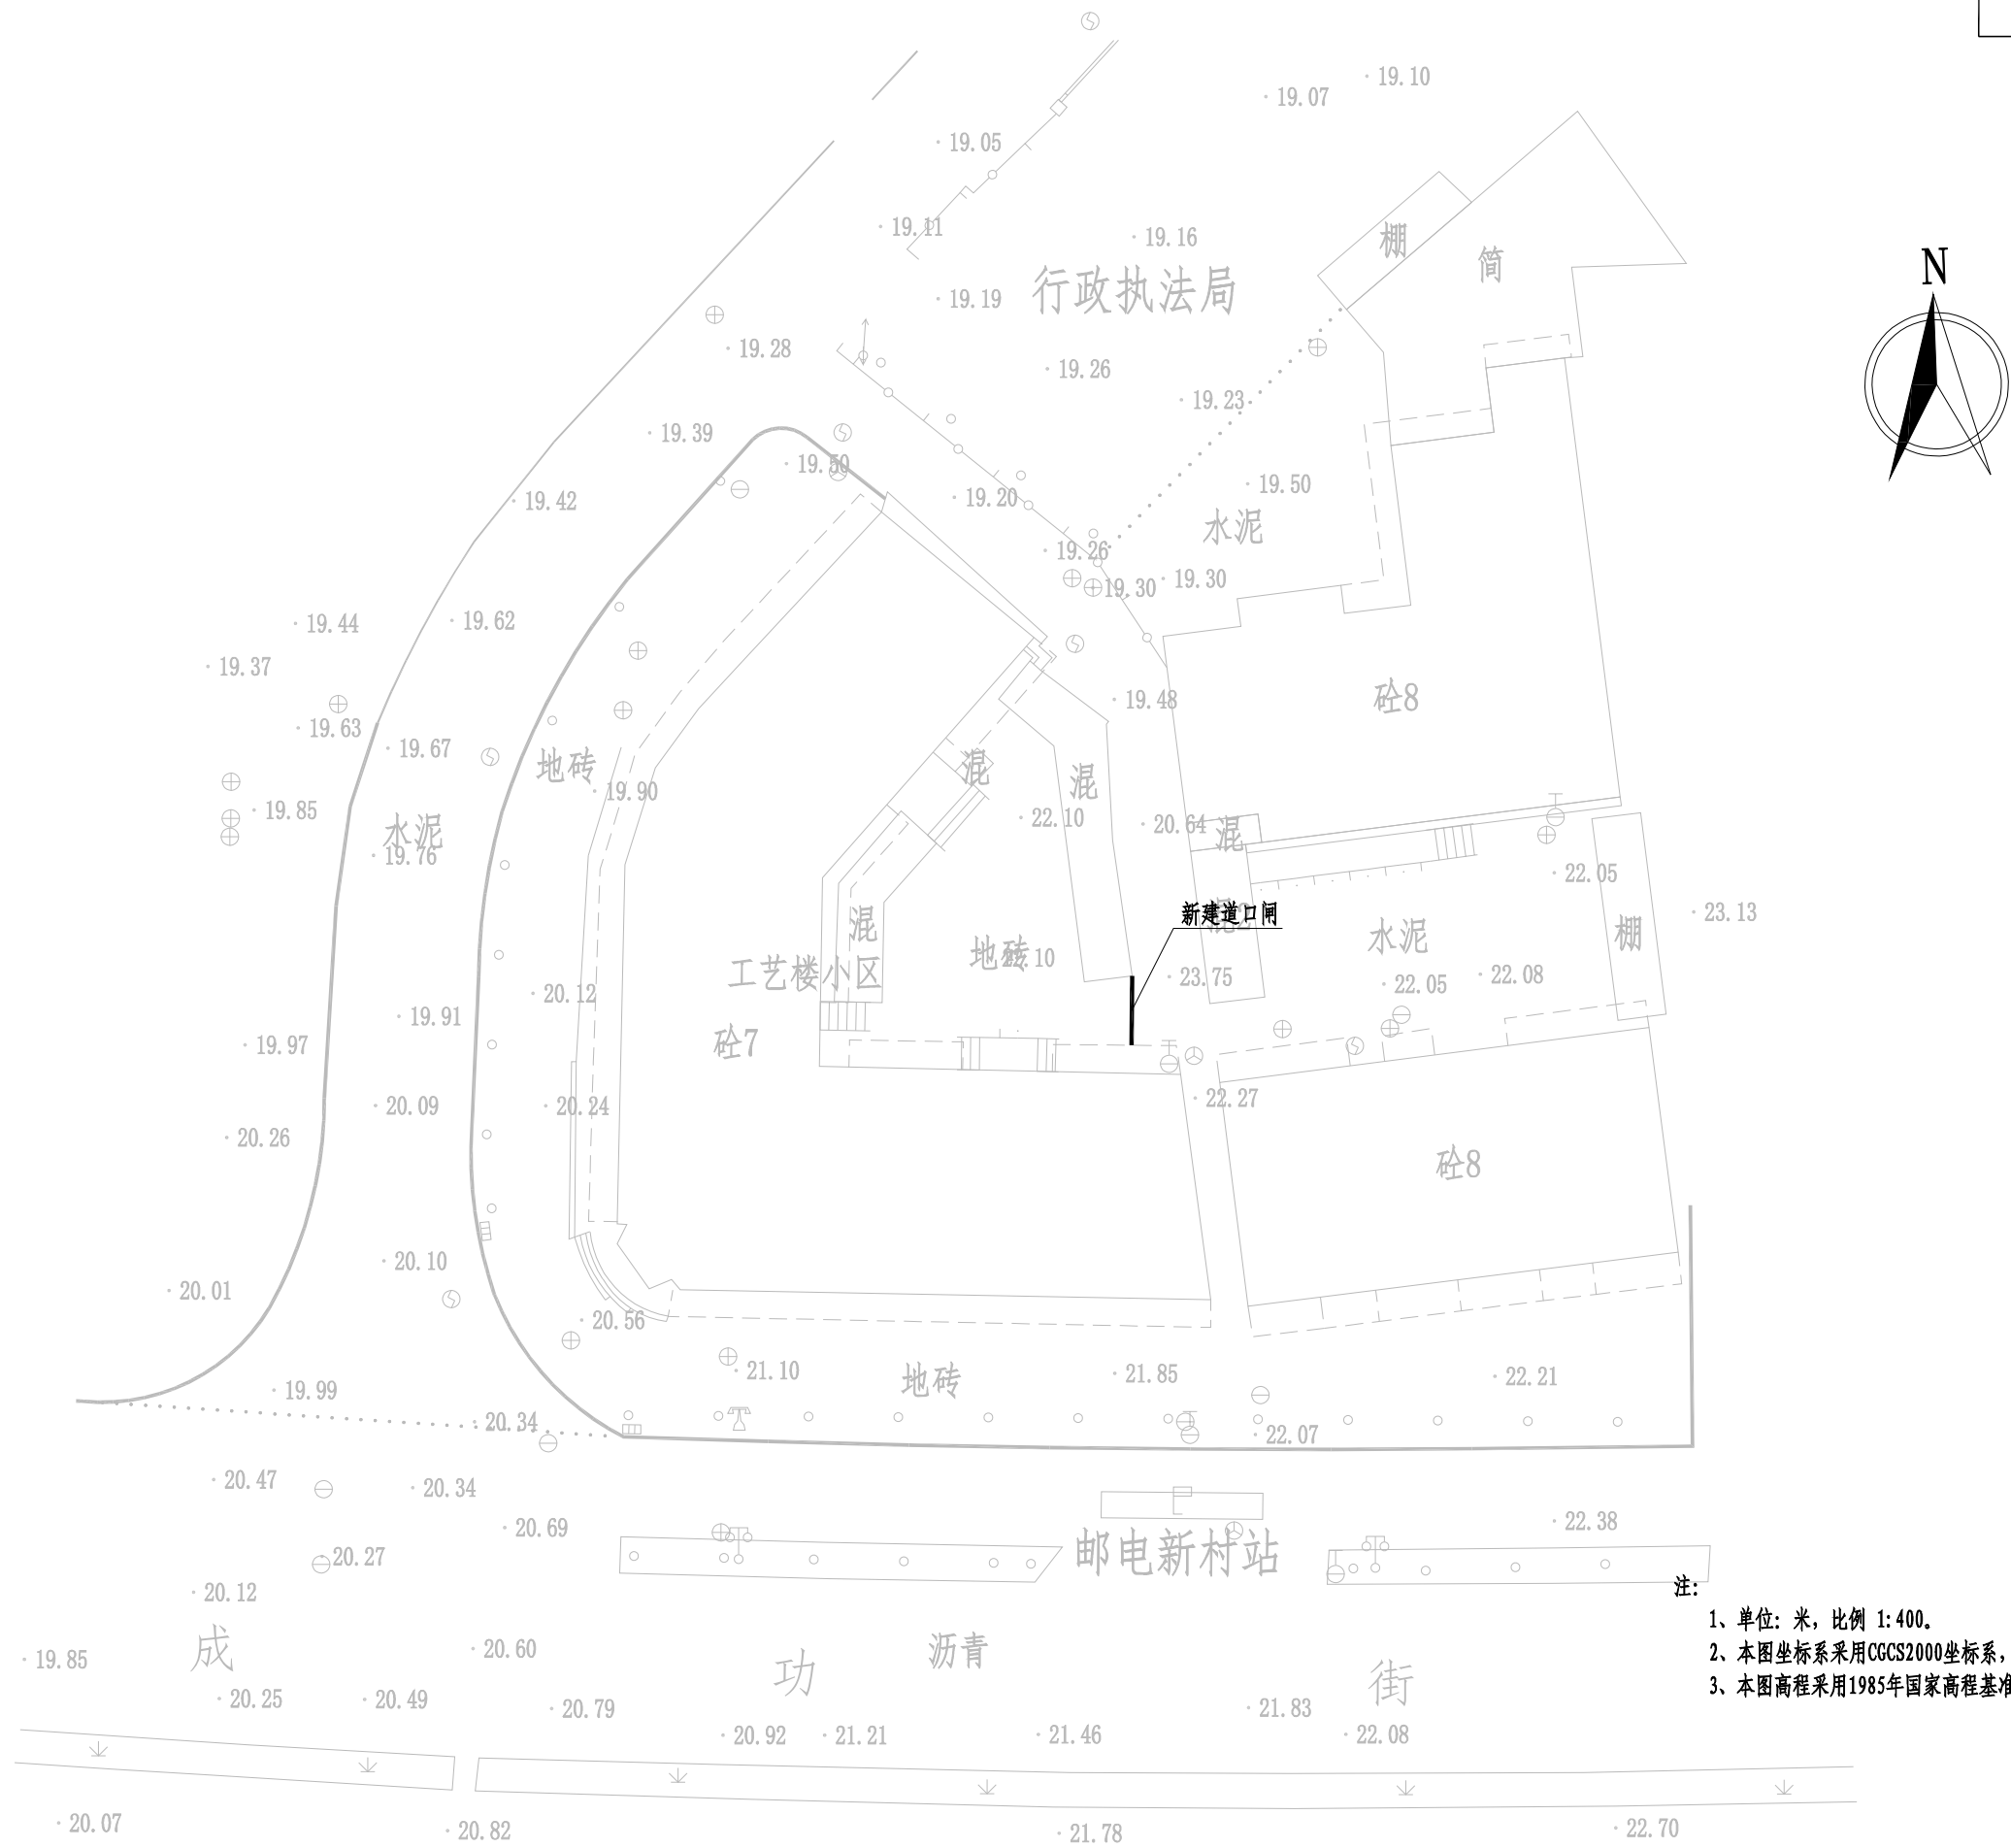 19.10
19.07
19.05
19.11
19.16
棚
简
N
行政执法局
19.19
19.28
19.26
19.23
19.39
19.50
19.42
19.20
19.50
水泥
19.26
19.30
19.30
19.44
19.62
19.37
19.48
砼8
19.63
19.67
地砖
混
混
19.90
19.85
22.10
20.64
混
水泥
19.76
22.05
新建道口闸
混2
23.13
混
水泥
棚
地砖
22.10
工艺楼小区
23.75
22.05
22.08
20.12
19.91
19.97
砼7
22.27
20.09
20.24
20.26
砼8
20.10
20.01
20.56
21.10
地砖
21.85
22.21
19.99
20.34
22.07
20.47
20.34
20.69
22.38
邮电新村站
20.27
20.12
注:
1、单位: 米, 比例 1:400。
2、本图坐标系采用CGCS2000坐标系,
3、本图高程采用1985年国家高程基准
成
功
街
沥青
19.85
20.60
20.25
20.49
20.79
21.83
20.92
21.21
21.46
22.08
20.07
20.82
21.78
22.70